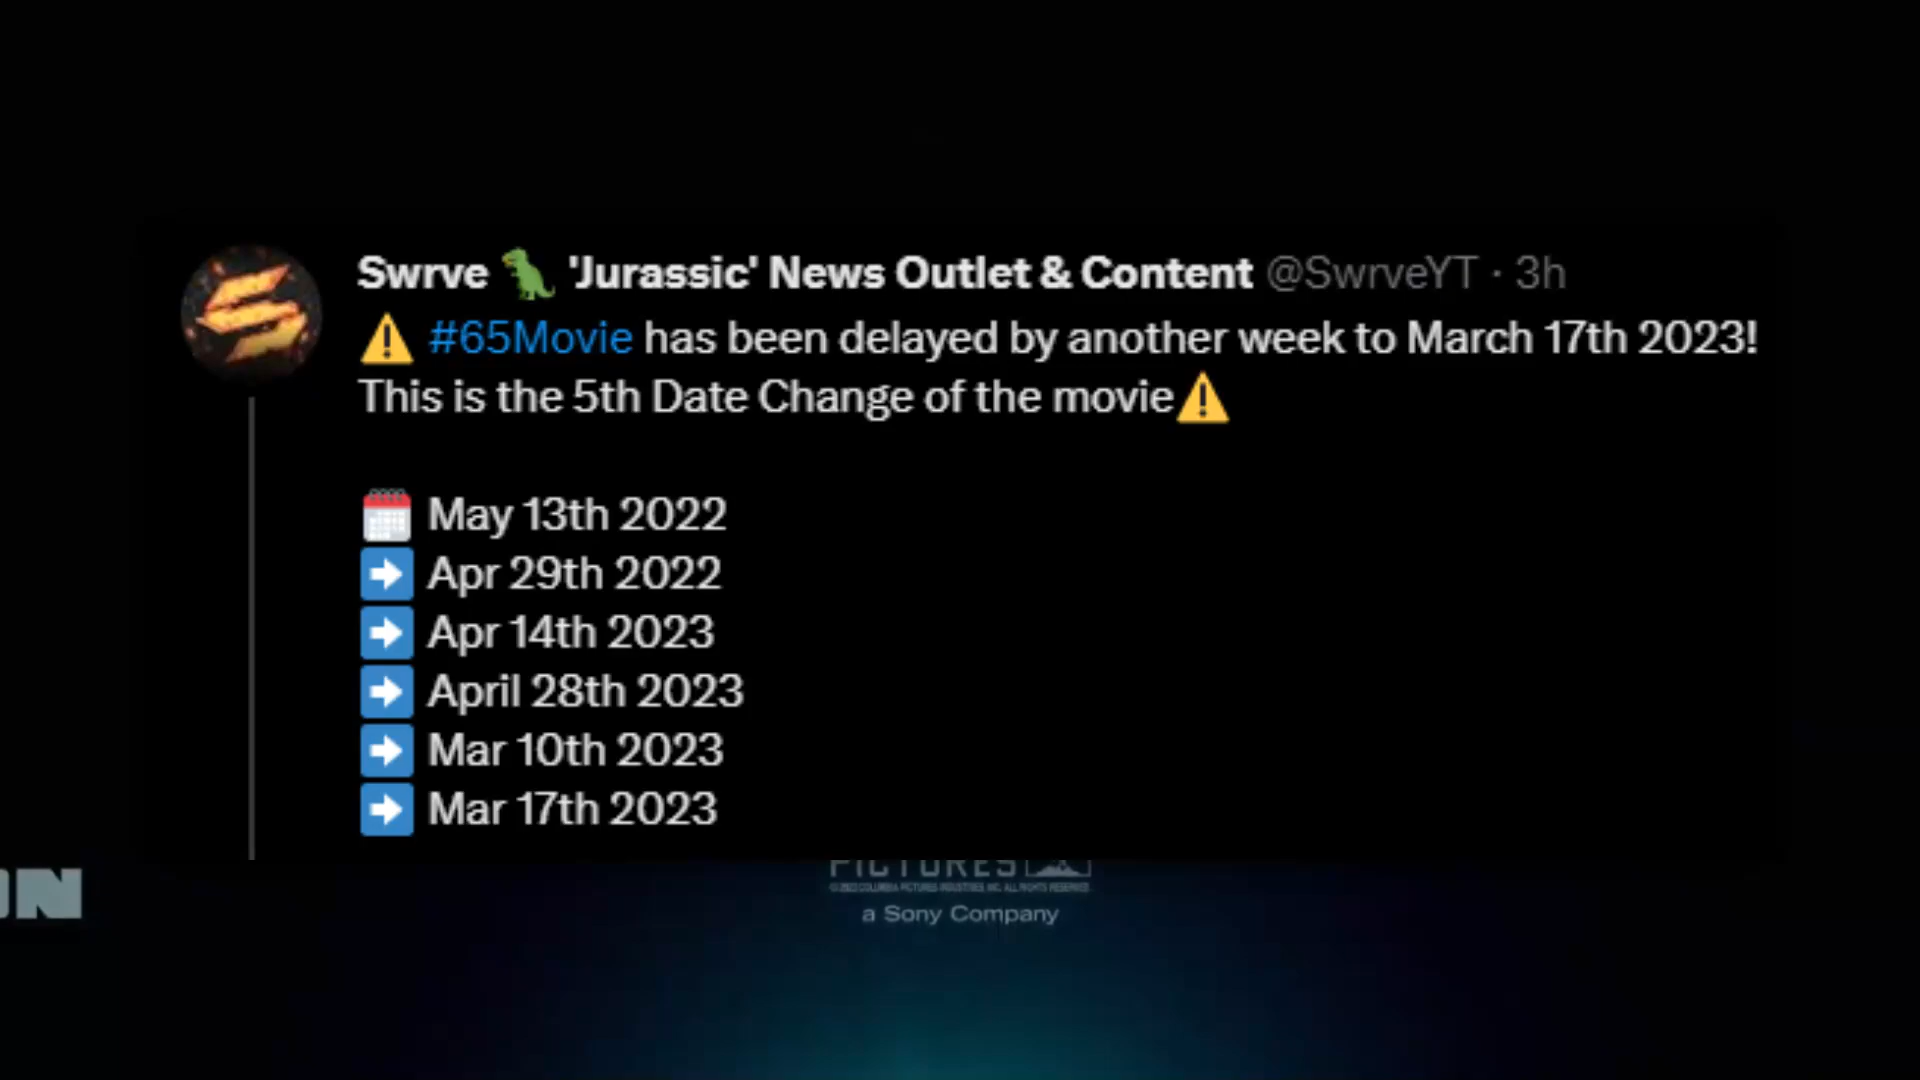 Swrve 🦖 'Jurassic' News Outlet & Content @SwrveYT · 3h
⚠️ #65Movie has been delayed by another week to March 17th 2023!
This is the 5th Date Change of the movie⚠️
🗓️ May 13th 2022
➡️ Apr 29th 2022
➡️ Apr 14th 2023
➡️ April 28th 2023
➡️ Mar 10th 2023
➡️ Mar 17th 2023
PICTURES
ON
a Sony Company